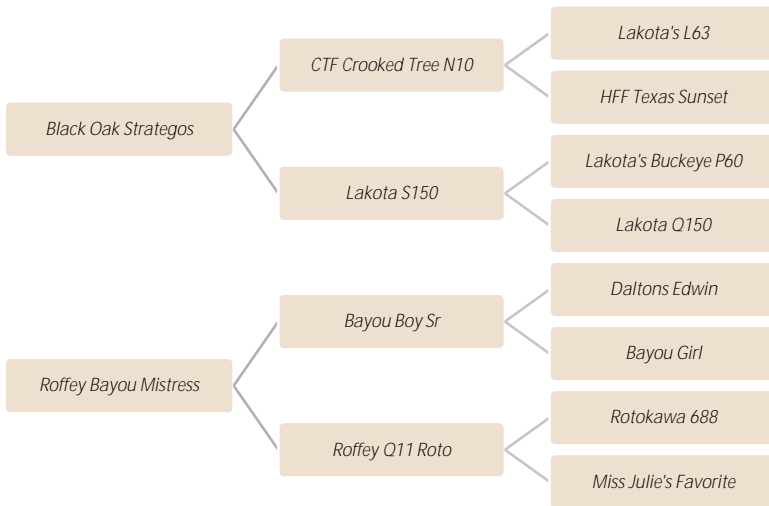 Lakota's L63
CTF Crooked Tree N10
HFF Texas Sunset
Black Oak Strategos
Lakota's Buckeye P60
Lakota S150
Lakota Q150
Daltons Edwin
Bayou Boy Sr
Bayou Girl
Roffey Bayou Mistress
Rotokawa 688
Roffey Q11 Roto
Miss Julie's Favorite